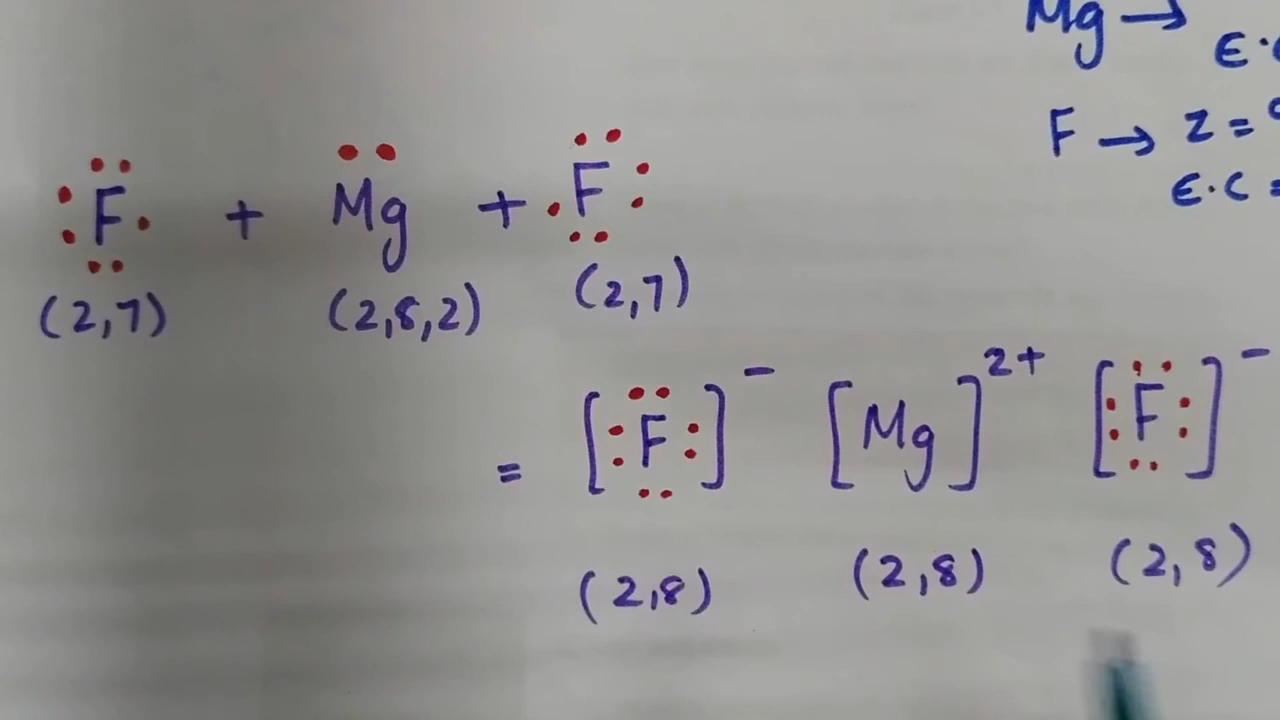 Mg →
E.C
F → Z =
E.C =
F + Mg + F
(2,7) (2,8,2) (2,7)
= [F]⁻ [Mg]²⁺ [F]⁻
(2,8) (2,8) (2,8)